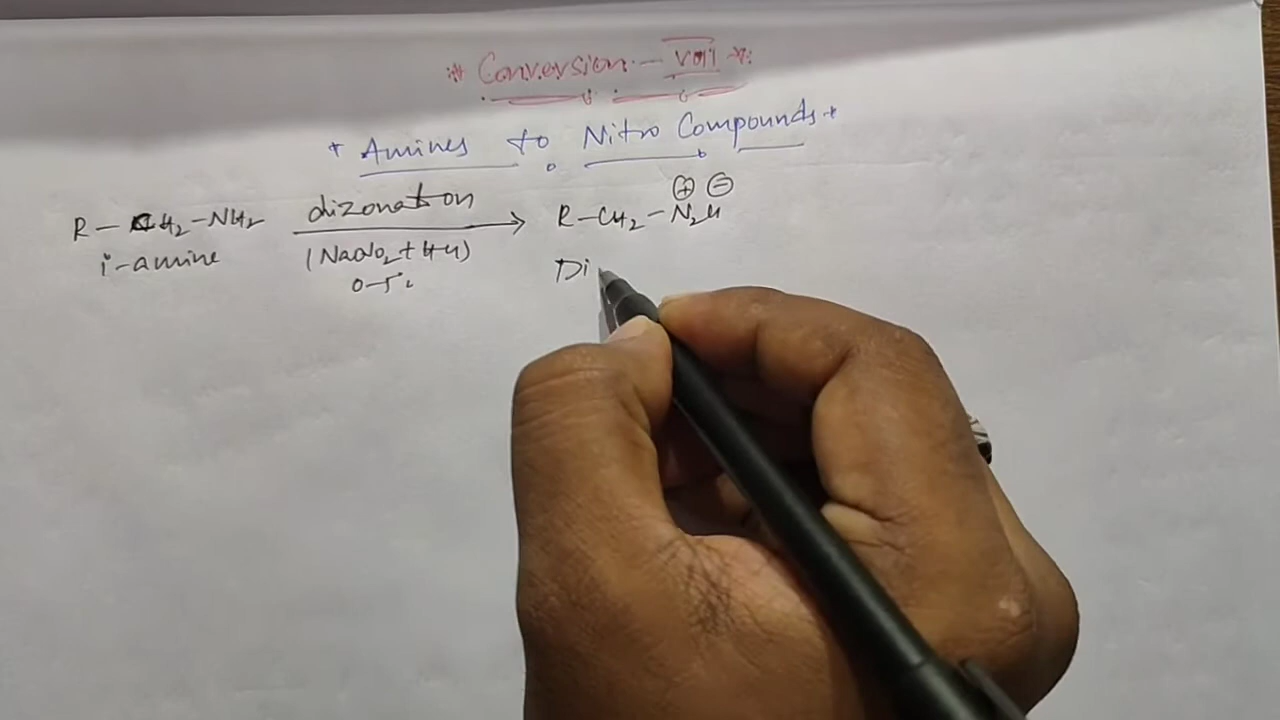 * Conversion - VIII *
* Amines to Nitro Compounds *
R - CH2 - NH2 dizonation R - CH2 - N2Cl ⊕ ⊖
i-amine (NaNO2 + HCl) Di
0-5°C